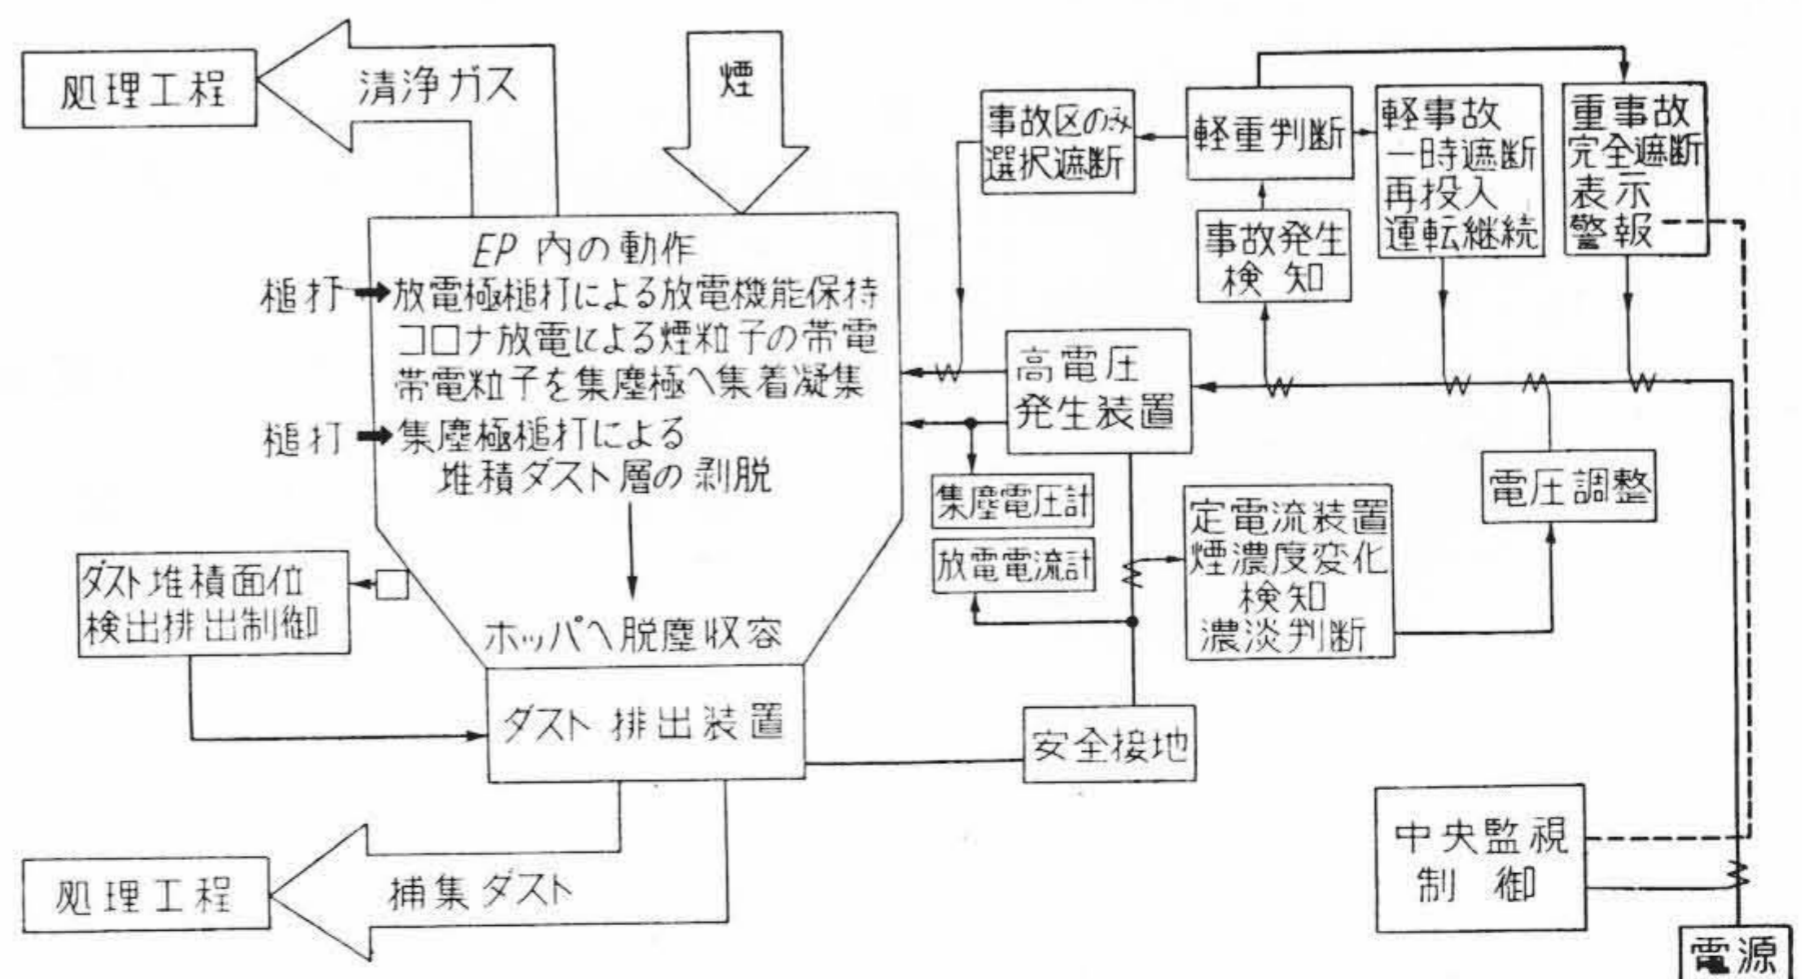 処理工程
清浄ガス
煙
事故区のみ
選択遮断
軽重判断
軽事故
一時遮断
再投入
運転継続
重事故
完全遮断
表示
警報
事故発生
検知
EP 内の動作
槌打
放電極槌打による放電機能保持
コロナ放電による煙粒子の帯電
帯電粒子を集塵極へ集着凝集
槌打
集塵極槌打による
堆積ダスト層の剥脱
ホッパへ脱塵収容
高電圧
発生装置
集塵電圧計
放電電流計
定電流装置
煙濃度変化
検知
濃淡判断
電圧調整
ダスト堆積面位
検出排出制御
ダスト排出装置
安全接地
中央監視
制御
処理工程
捕集ダスト
電源